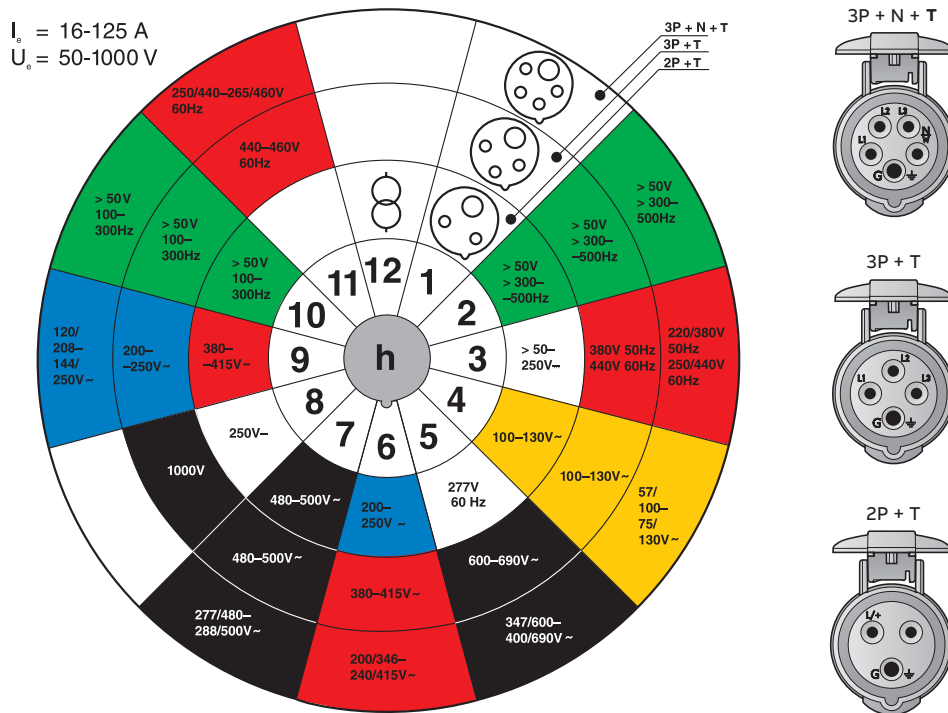 I e = 16-125 A
U e = 50-1000 V
3P + N + T
3P + T
2P + T
250/440–265/460V
60Hz
440–460V
60Hz
> 50V
100–
300Hz
> 50V
100–
300Hz
> 50V
100–
300Hz
> 50V
> 300–
500Hz
> 50V
> 300–
–500Hz
> 50V
> 300–
–500Hz
12
1
2
3
4
5
6
7
8
9
10
11
h
120/
208–
144/
250V~
200–
–250V~
380–
–415V~
> 50–
250V–
380V 50Hz
440V 60Hz
220/380V
50Hz
250/440V
60Hz
1000V
250V–
100–130V~
100–130V~
57/
100–
75/
130V~
480–500V~
480–500V~
277/480–
288/500V~
200–
250V ~
380–415V~
200/346–
240/415V~
277V
60 Hz
600–690V~
347/600–
400/690V~
3P + N + T
L2 L3
L1 N
G
3P + T
L2
L1 L3
G
2P + T
L/+
G